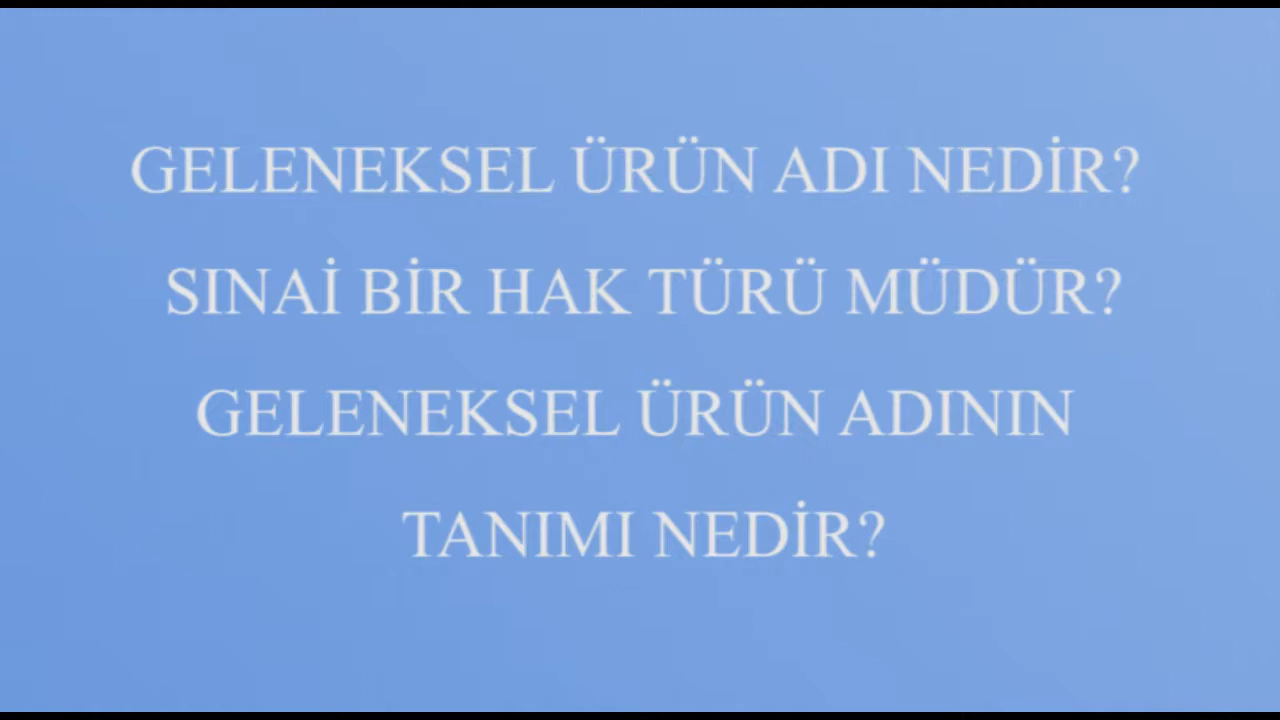 GELENEKSEL ÜRÜN ADI NEDİR?
SINAİ BİR HAK TÜRÜ MÜDÜR?
GELENEKSEL ÜRÜN ADININ
TANIMI NEDİR?